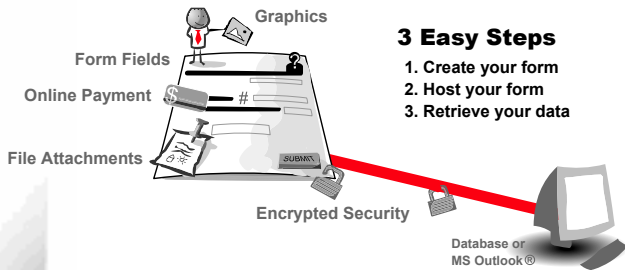 Graphics
3 Easy Steps
Form Fields
1. Create your form
2. Host your form
3. Retrieve your data
Online Payment
$
#
File Attachments
SUBMIT
Encrypted Security
Database or
MS Outlook®